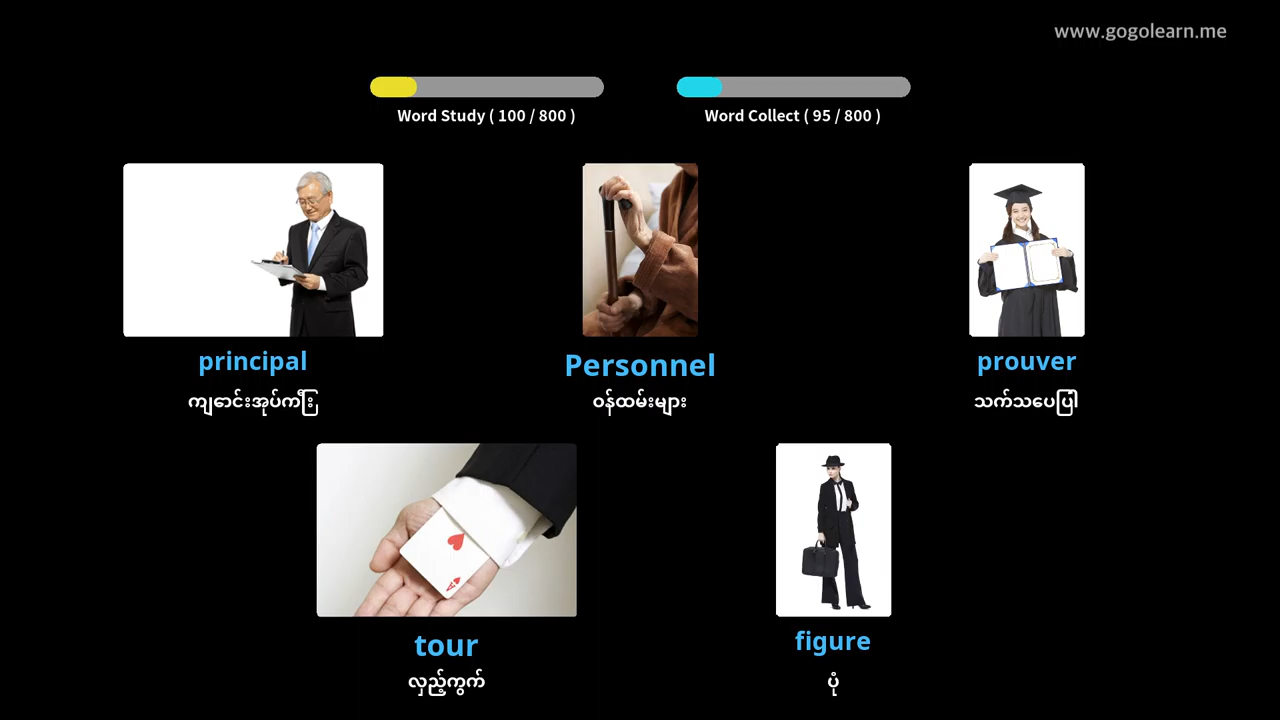 www.gogolearn.me
Word Study ( 100 / 800 )
Word Collect ( 95 / 800 )
principal
ကျောင်းအုပ်ကြီး
Personnel
ဝန်ထမ်းများ
prouver
သက်သေပြပါ
tour
လှည့်ကွက်
figure
ပုံ